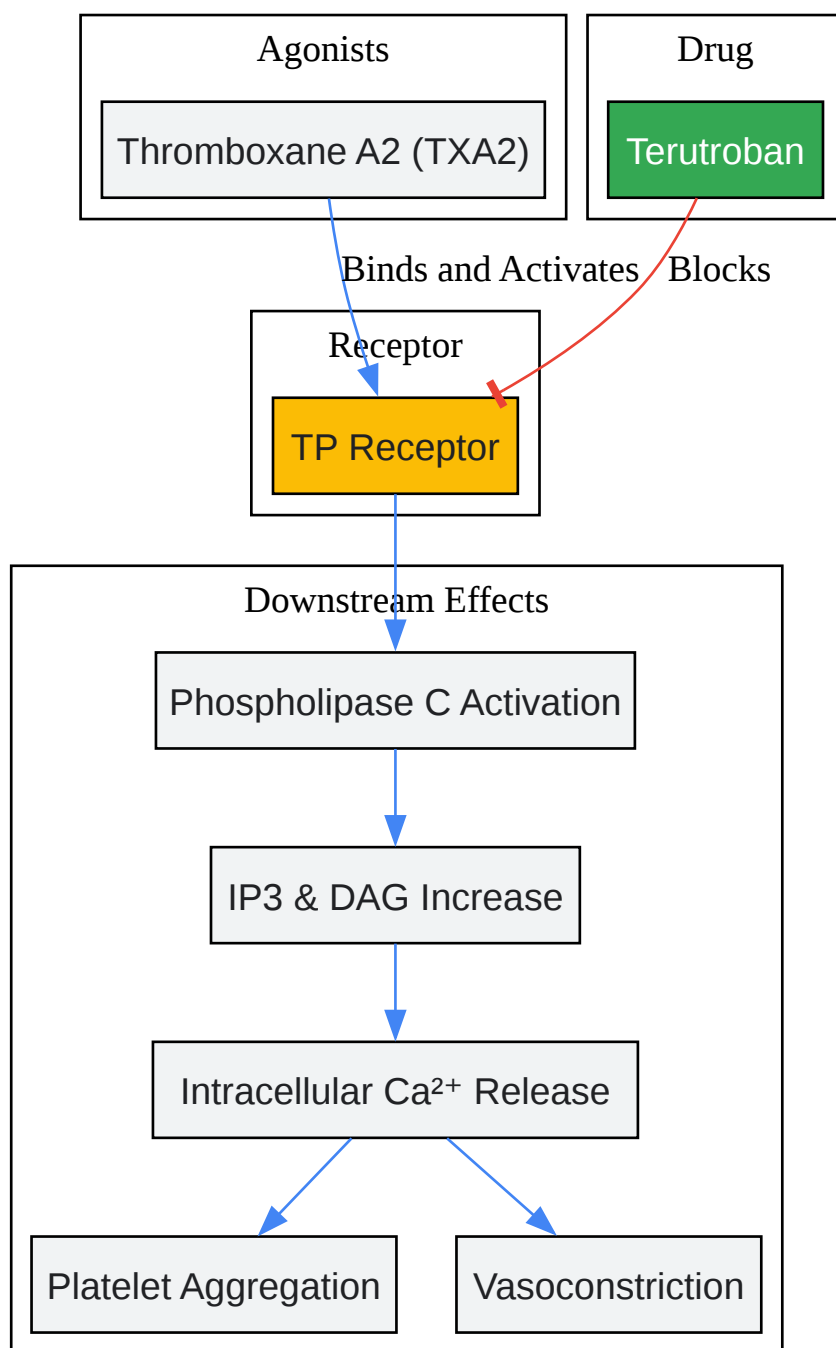 Agonists
Drug
Thromboxane A2 (TXA2)
Terutroban
Binds and Activates
Blocks
Receptor
TP Receptor
Downstream Effects
Phospholipase C Activation
IP3 & DAG Increase
Intracellular Ca²⁺ Release
Platelet Aggregation
Vasoconstriction